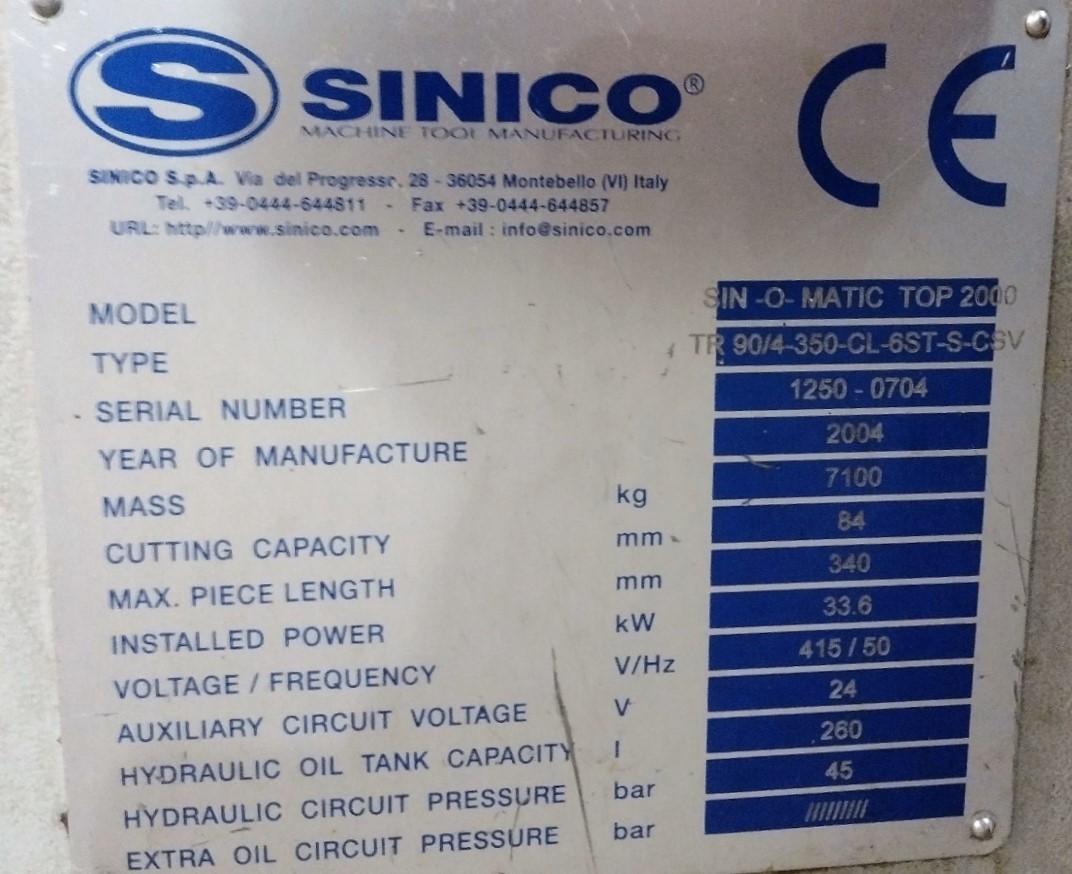 S SINICO®
MACHINE TOOL MANUFACTURING
CE
SINICO S.p.A. Via del Progresso, 28 - 36054 Montebello (VI) Italy
Tel. +39-0444-644811 - Fax +39-0444-644857
URL: http//www.sinico.com - E-mail : info@sinico.com
MODEL SIN -O- MATIC TOP 2000
TYPE TR 90/4-350-CL-6ST-S-CSV
SERIAL NUMBER 1250 - 0704
YEAR OF MANUFACTURE 2004
MASS kg 7100
CUTTING CAPACITY mm 84
MAX. PIECE LENGTH mm 340
INSTALLED POWER kW 33.6
VOLTAGE / FREQUENCY V/Hz 415 / 50
AUXILIARY CIRCUIT VOLTAGE V 24
HYDRAULIC OIL TANK CAPACITY l 260
HYDRAULIC CIRCUIT PRESSURE bar 45
EXTRA OIL CIRCUIT PRESSURE bar /////////